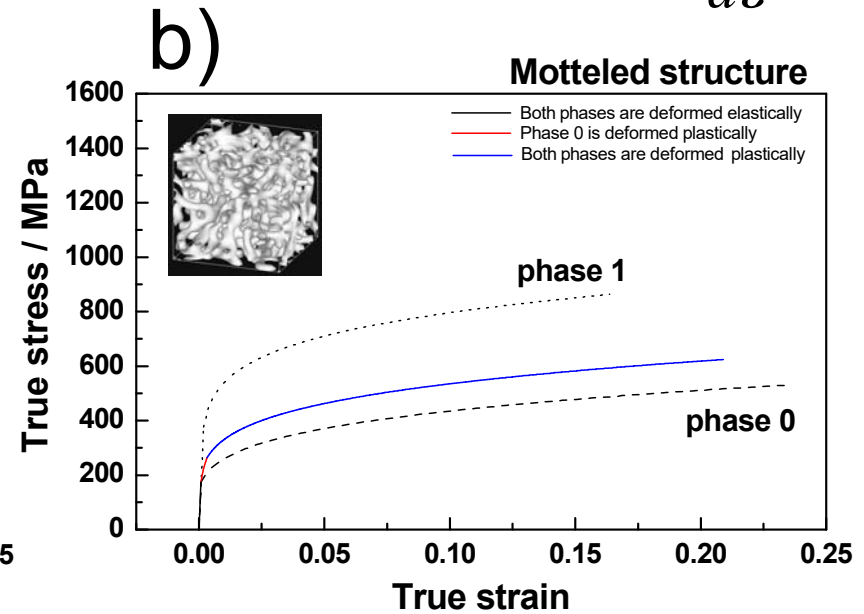 b)
Motteled structure
Both phases are deformed elastically
Phase 0 is deformed plastically
Both phases are deformed plastically
True stress / MPa
1600
1400
1200
1000
800
600
400
200
0
phase 1
phase 0
5
0.00
0.05
0.10
0.15
0.20
0.25
True strain